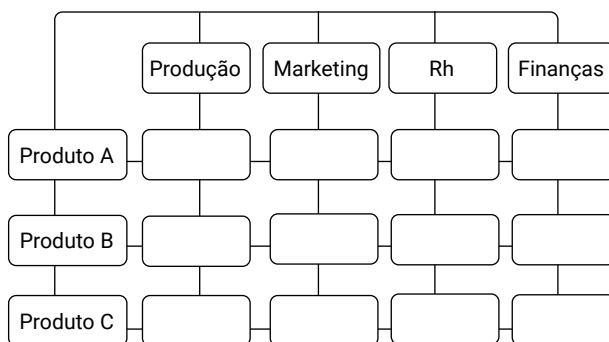 Produção
Marketing
Rh
Finanças
Produto A
Produto B
Produto C